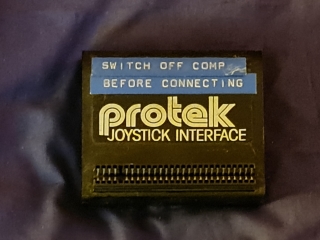 SWITCH OFF COMP
BEFORE CONNECTING
protek
JOYSTICK INTERFACE